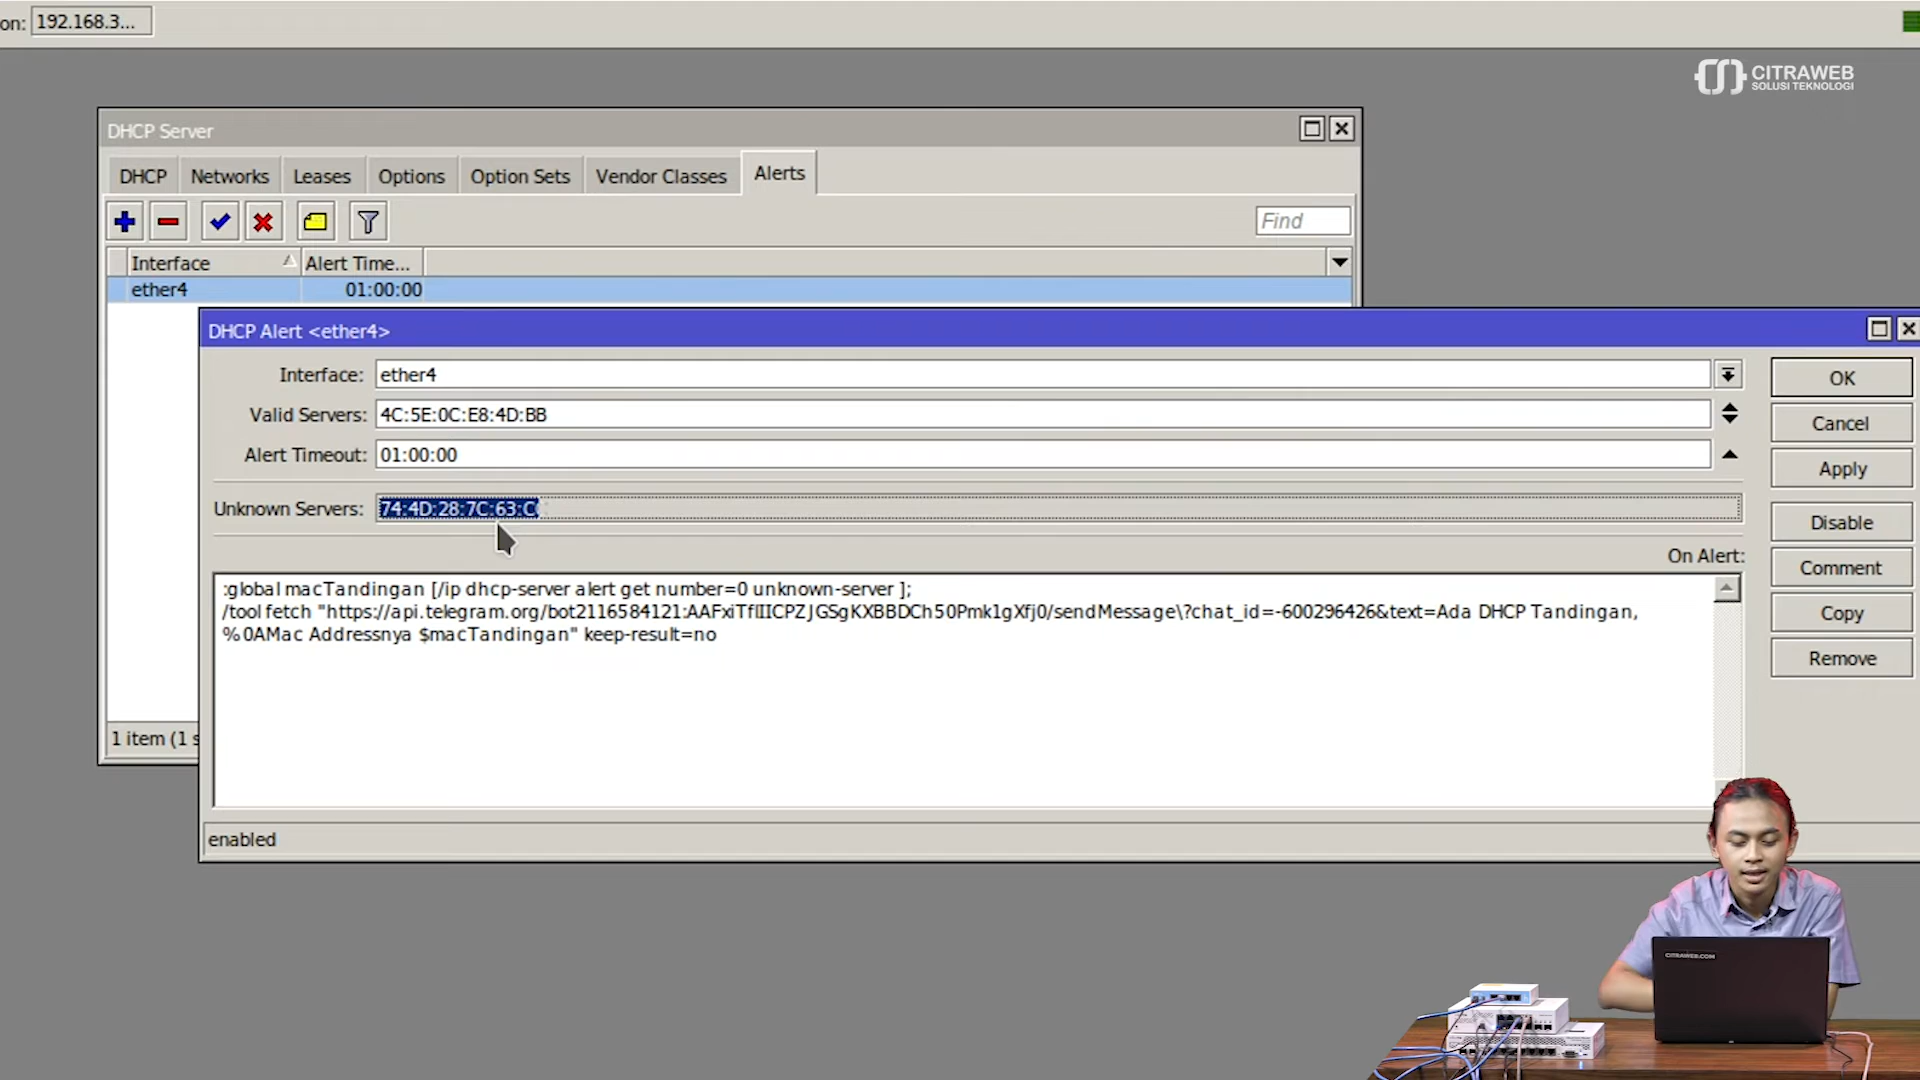 on: 192.168.3...
CITRAWEB
SOLUSI TEKNOLOGI
DHCP Server
DHCP Networks Leases Options Option Sets Vendor Classes Alerts
Find
Interface Alert Time...
ether4 01:00:00
DHCP Alert <ether4>
Interface: ether4
Valid Servers: 4C:5E:0C:E8:4D:BB
Alert Timeout: 01:00:00
Unknown Servers: 74:4D:28:7C:63:C
On Alert:
:global macTandingan [/ip dhcp-server alert get number=0 unknown-server ];
/tool fetch "https://api.telegram.org/bot2116584121:AAFxiTflIICPZJGSgKXBBDCh50Pmk1gXfj0/sendMessage\?chat_id=-600296426&text=Ada DHCP Tandingan,
%0AMac Addressnya $macTandingan" keep-result=no
OK
Cancel
Apply
Disable
Comment
Copy
Remove
1 item (1 s
enabled
CITRAWEB.COM